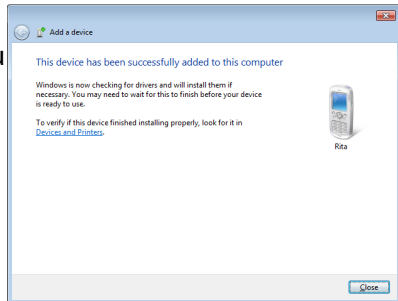 Add a device
This device has been successfully added to this computer
Windows is now checking for drivers and will install them if
necessary. You may need to wait for this to finish before your device
is ready to use.
To verify if this device finished installing properly, look for it in
Devices and Printers.
Rita
Close